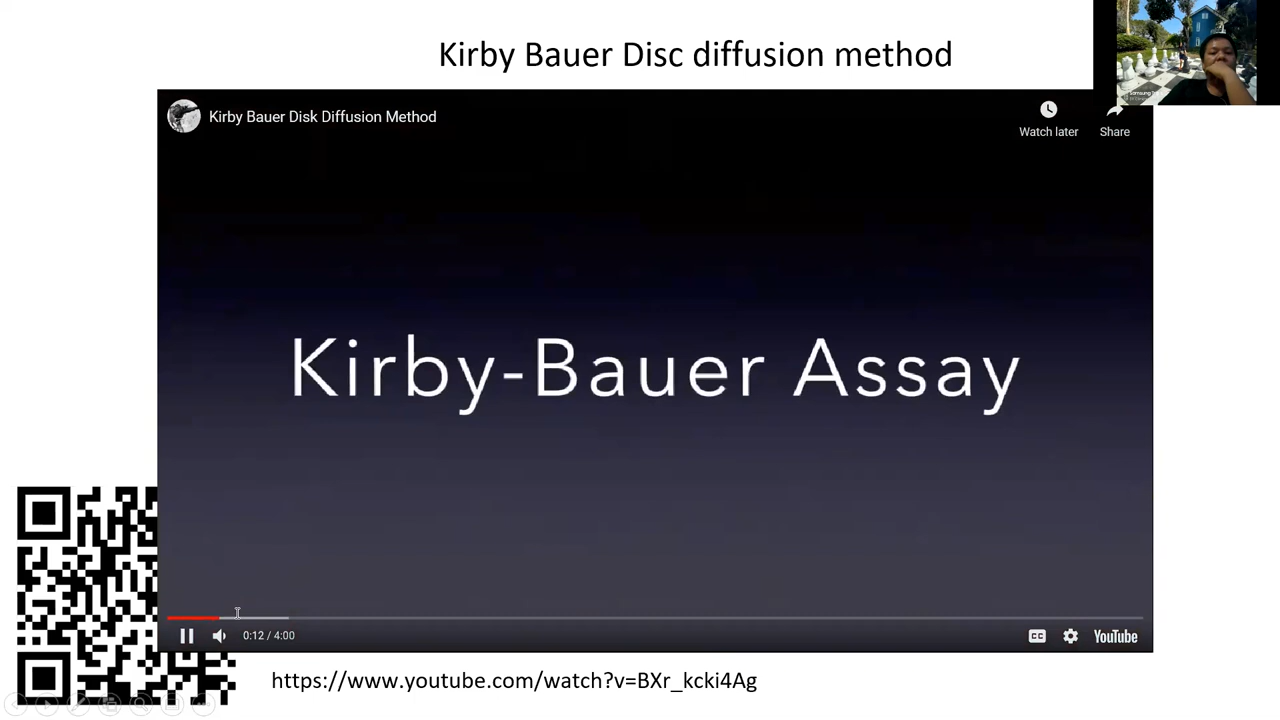 Kirby Bauer Disc diffusion method
Kirby Bauer Disk Diffusion Method
Watch later
Share
Kirby-Bauer Assay
0:12 / 4:00
CC
YouTube
https://www.youtube.com/watch?v=BXr_kcki4Ag